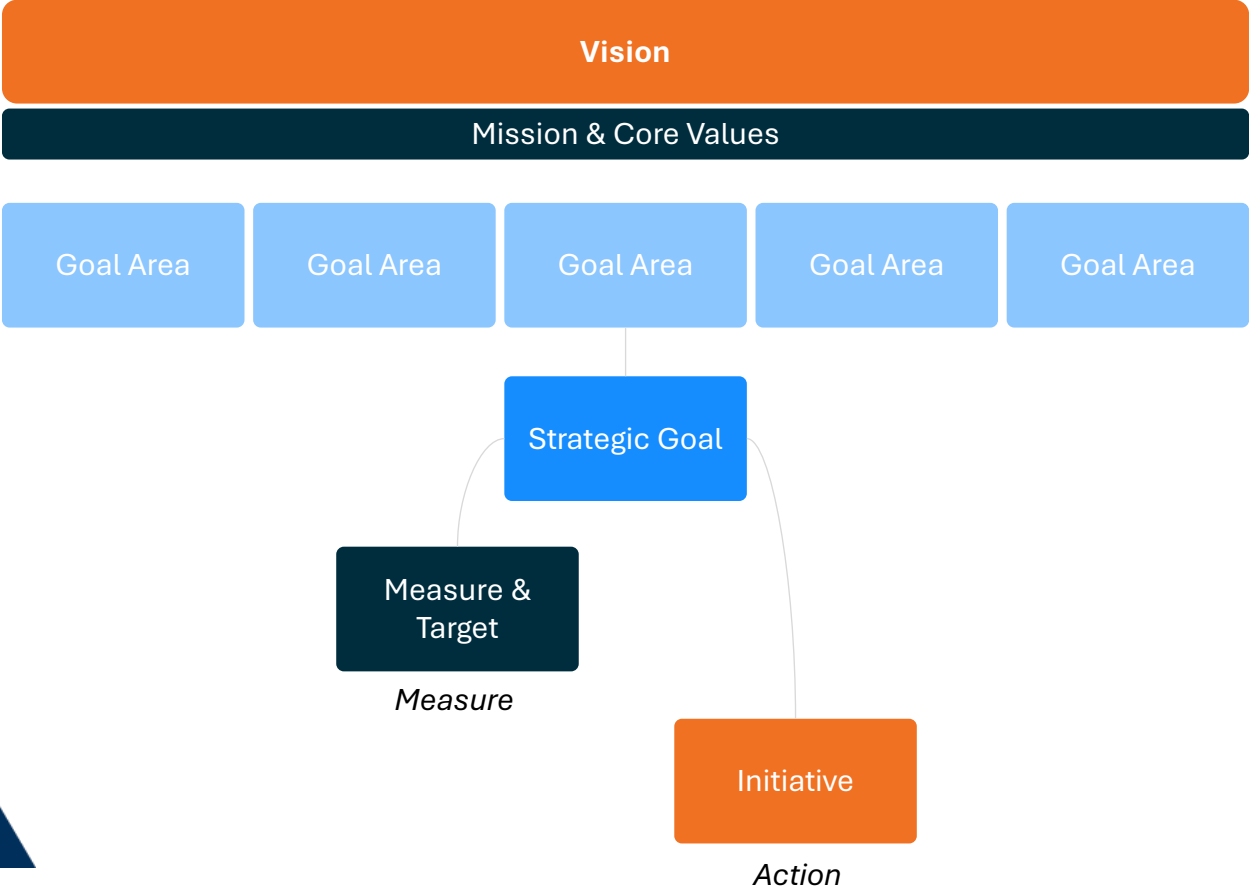 Vision
Mission & Core Values
Goal Area
Goal Area
Goal Area
Goal Area
Goal Area
Strategic Goal
Measure &
Target
Measure
Initiative
Action